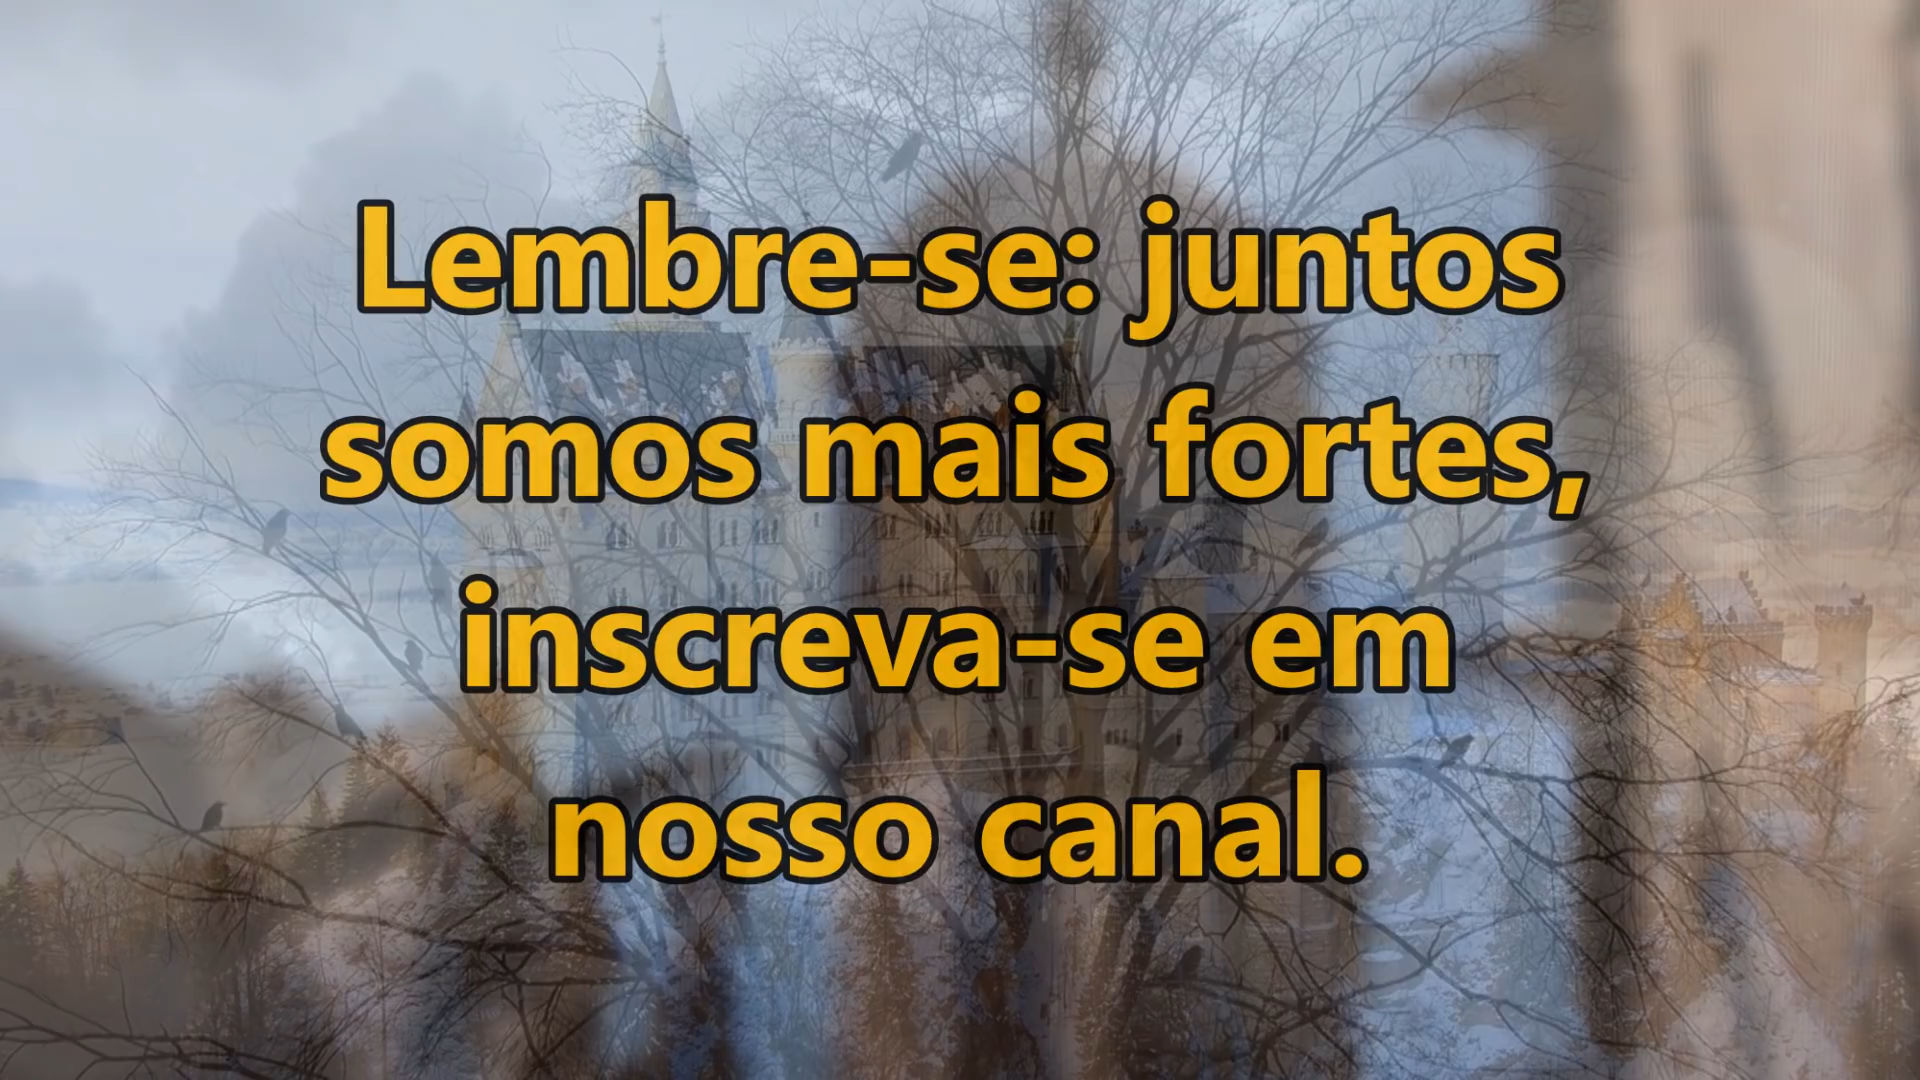 Lembre-se: juntos
somos mais fortes,
inscreva-se em
nosso canal.